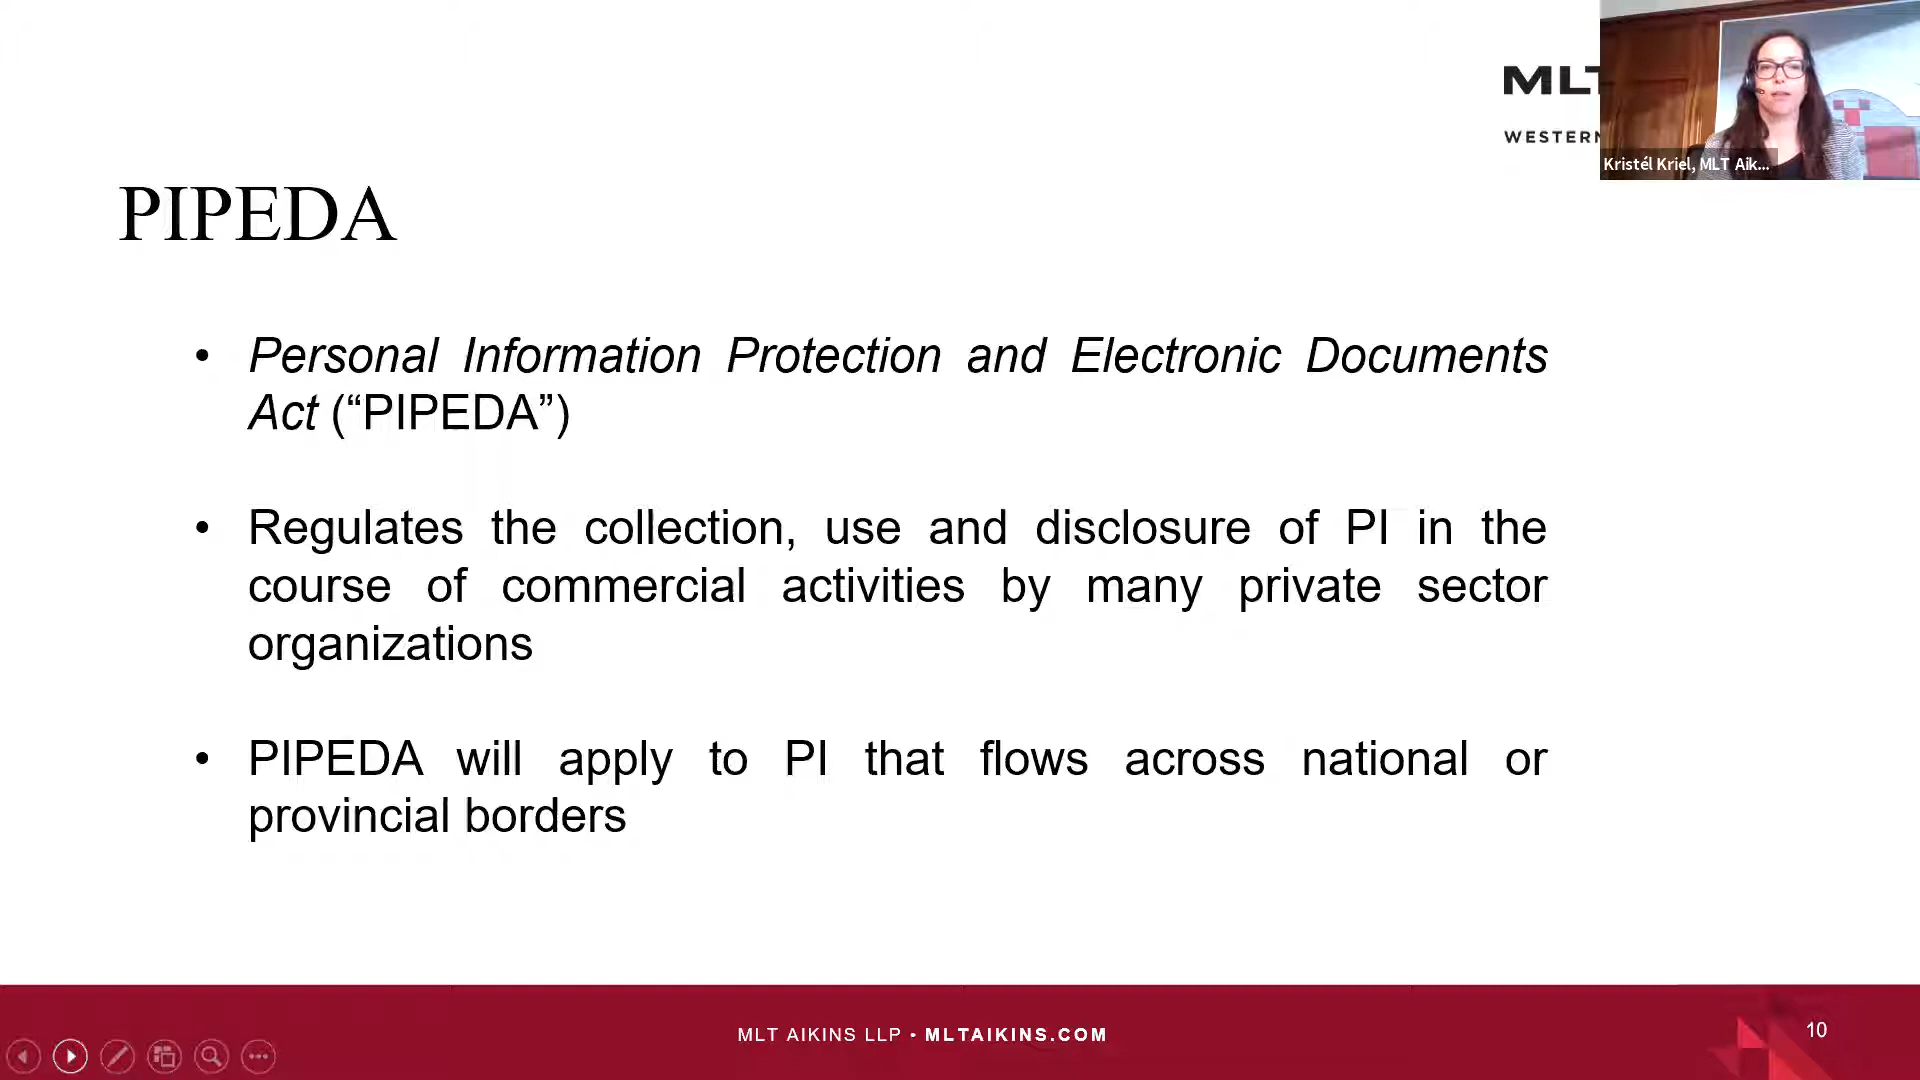 MLT
WESTERN
Kristél Kriel, MLT Aik...
PIPEDA
• Personal Information Protection and Electronic Documents
Act (“PIPEDA”)
• Regulates the collection, use and disclosure of PI in the
course of commercial activities by many private sector
organizations
• PIPEDA will apply to PI that flows across national or
provincial borders
MLT AIKINS LLP • MLTAIKINS.COM
10